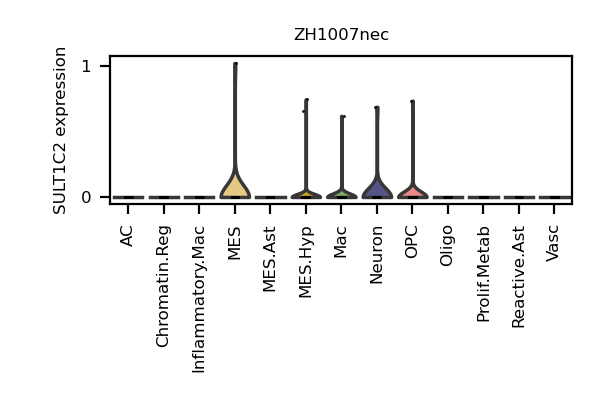 ZH1007nec
SULT1C2 expression
1
0
AC
Chromatin.Reg
Inflammatory.Mac
MES
MES.Ast
MES.Hyp
Mac
Neuron
OPC
Oligo
Prolif.Metab
Reactive.Ast
Vasc